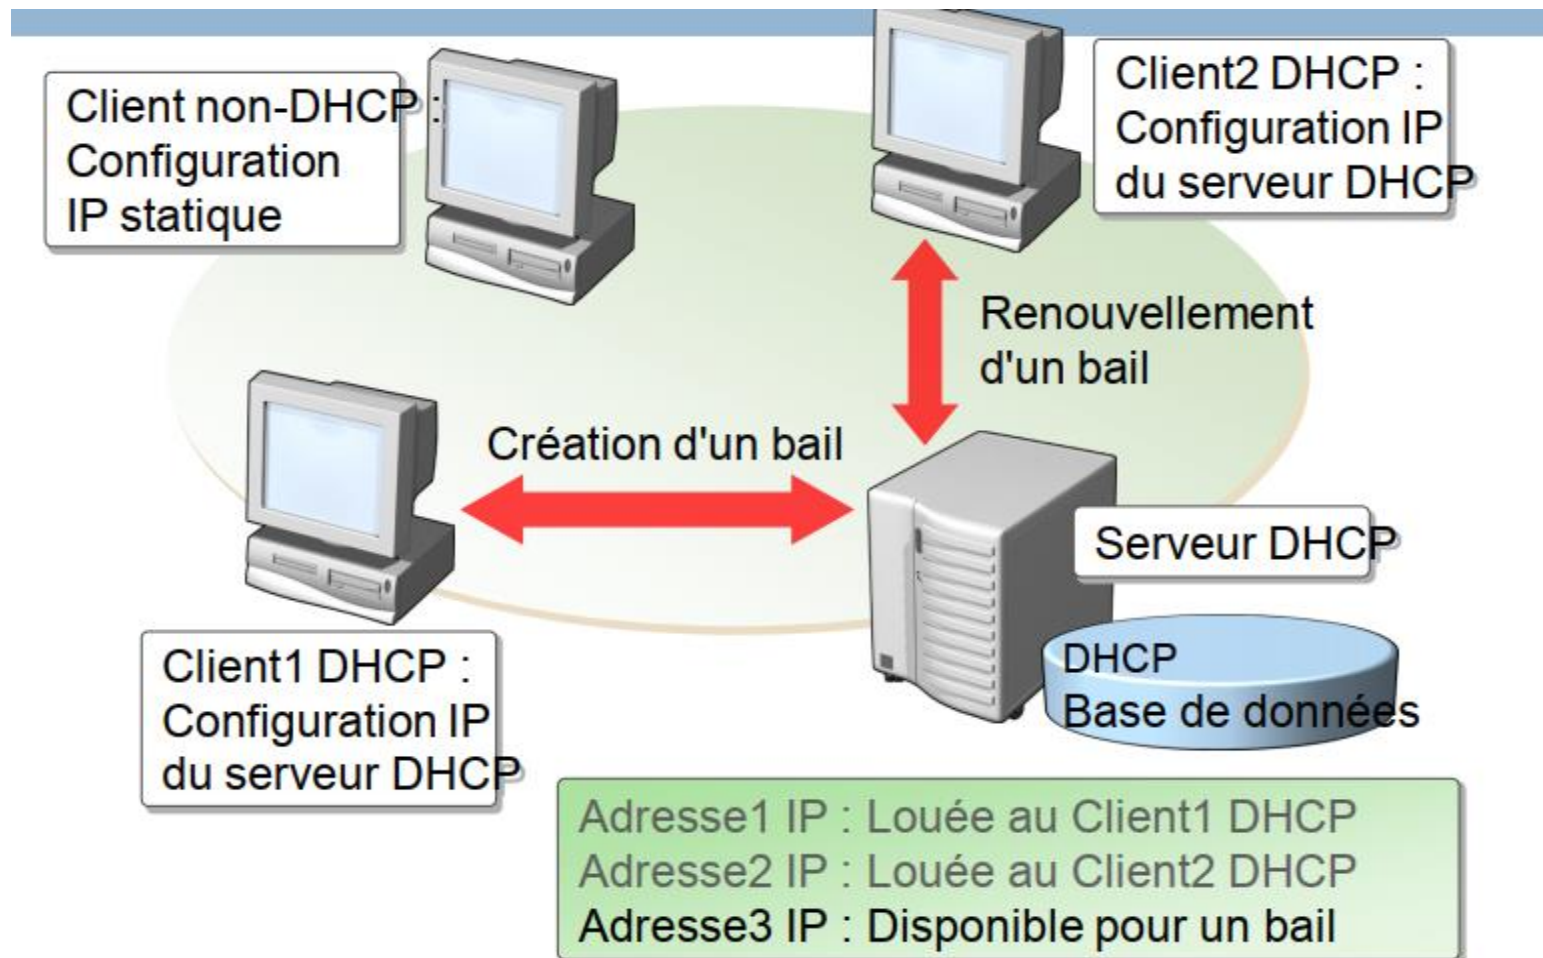 Client non-DHCP :
Configuration
IP statique
Client2 DHCP :
Configuration IP
du serveur DHCP
Renouvellement
d'un bail
Création d'un bail
Serveur DHCP
DHCP
Base de données
Client1 DHCP :
Configuration IP
du serveur DHCP
Adresse1 IP : Louée au Client1 DHCP
Adresse2 IP : Louée au Client2 DHCP
Adresse3 IP : Disponible pour un bail